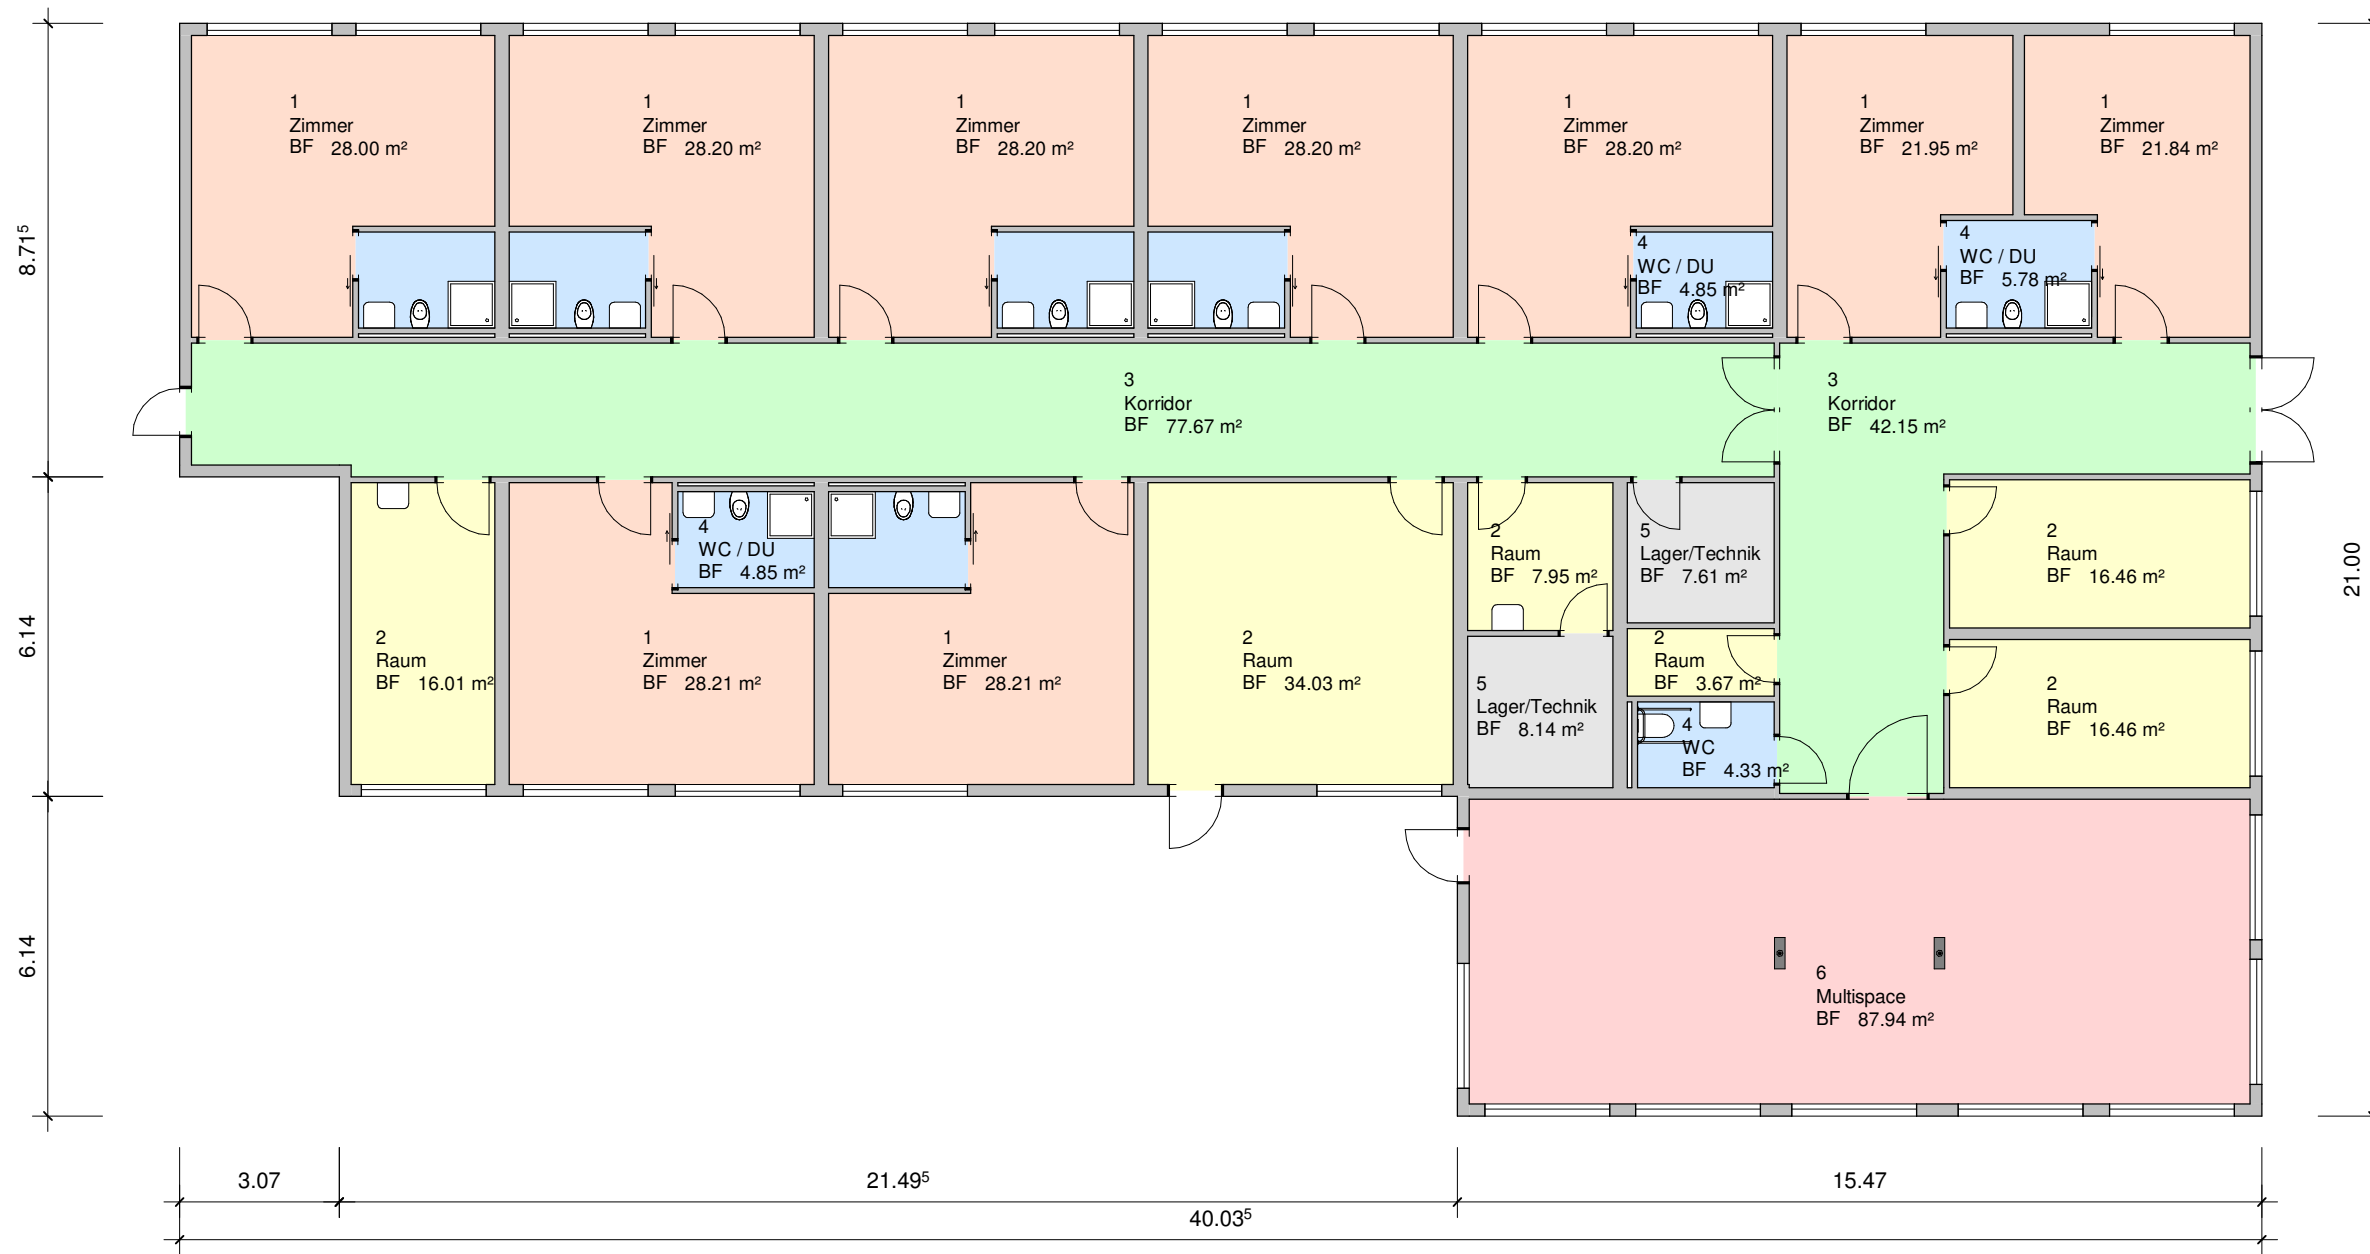 1
Zimmer
BF 28.00 m²
1
Zimmer
BF 28.20 m²
1
Zimmer
BF 28.20 m²
1
Zimmer
BF 28.20 m²
1
Zimmer
BF 28.20 m²
1
Zimmer
BF 21.95 m²
1
Zimmer
BF 21.84 m²
8.71⁵
4
WC / DU
BF 4.85 m²
4
WC / DU
BF 5.78 m²
3
Korridor
BF 77.67 m²
3
Korridor
BF 42.15 m²
4
WC / DU
BF 4.85 m²
2
Raum
BF 7.95 m²
5
Lager/Technik
BF 7.61 m²
2
Raum
BF 16.46 m²
21.00
6.14
2
Raum
BF 16.01 m²
1
Zimmer
BF 28.21 m²
1
Zimmer
BF 28.21 m²
2
Raum
BF 34.03 m²
5
Lager/Technik
BF 8.14 m²
2
Raum
BF 3.67 m²
4
WC
BF 4.33 m²
2
Raum
BF 16.46 m²
6.14
6
Multispace
BF 87.94 m²
3.07
21.49⁵
15.47
40.03⁵